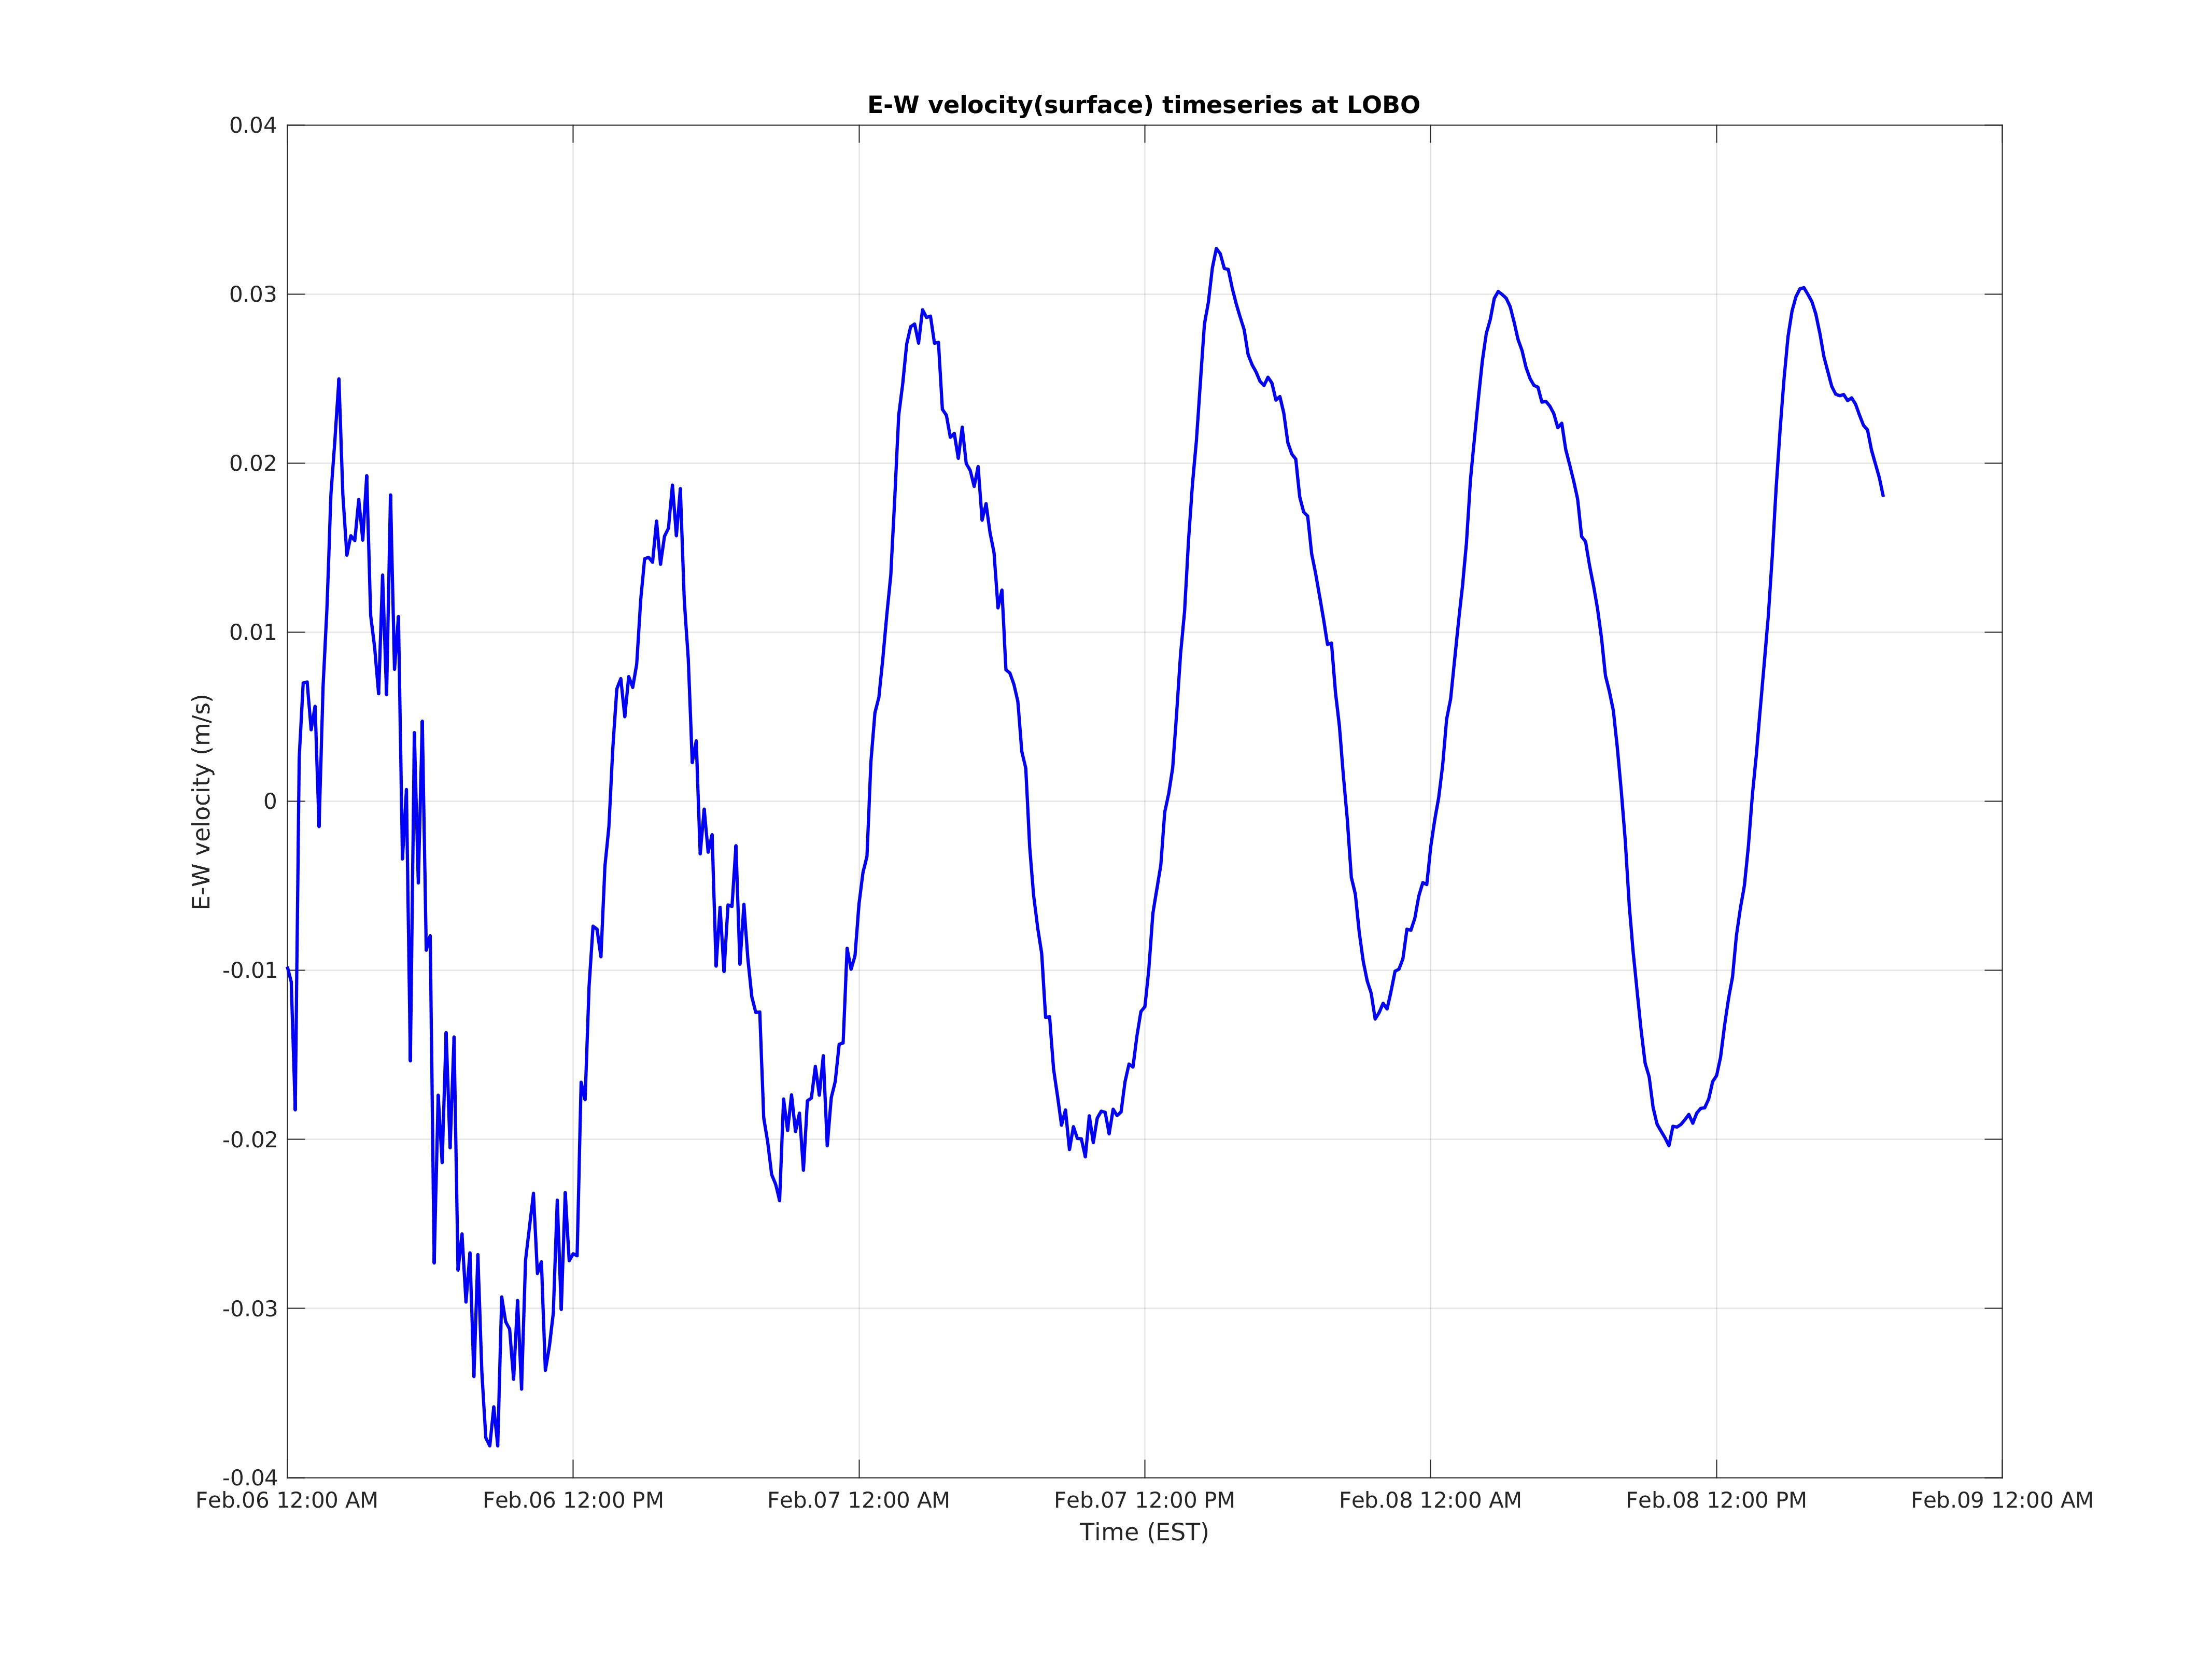 E-W velocity(surface) timeseries at LOBO
0.04
0.03
0.02
0.01
0
-0.01
-0.02
-0.03
-0.04
E-W velocity (m/s)
Feb.06 12:00 AM Feb.06 12:00 PM Feb.07 12:00 AM Feb.07 12:00 PM Feb.08 12:00 AM Feb.08 12:00 PM Feb.09 12:00 AM
Time (EST)